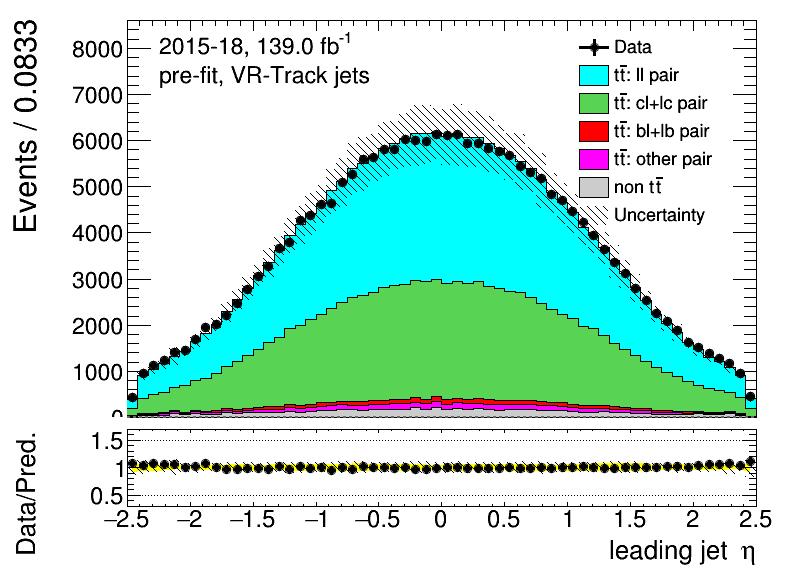 Events / 0.0833
8000
7000
6000
5000
4000
3000
2000
1000
0
2015-18, 139.0 fb⁻¹
pre-fit, VR-Track jets
Data
tt̄: ll pair
tt̄: cl+lc pair
tt̄: bl+lb pair
tt̄: other pair
non tt̄
Uncertainty
Data/Pred.
1.5
1
0.5
−2.5 −2 −1.5 −1 −0.5 0 0.5 1 1.5 2 2.5
leading jet η